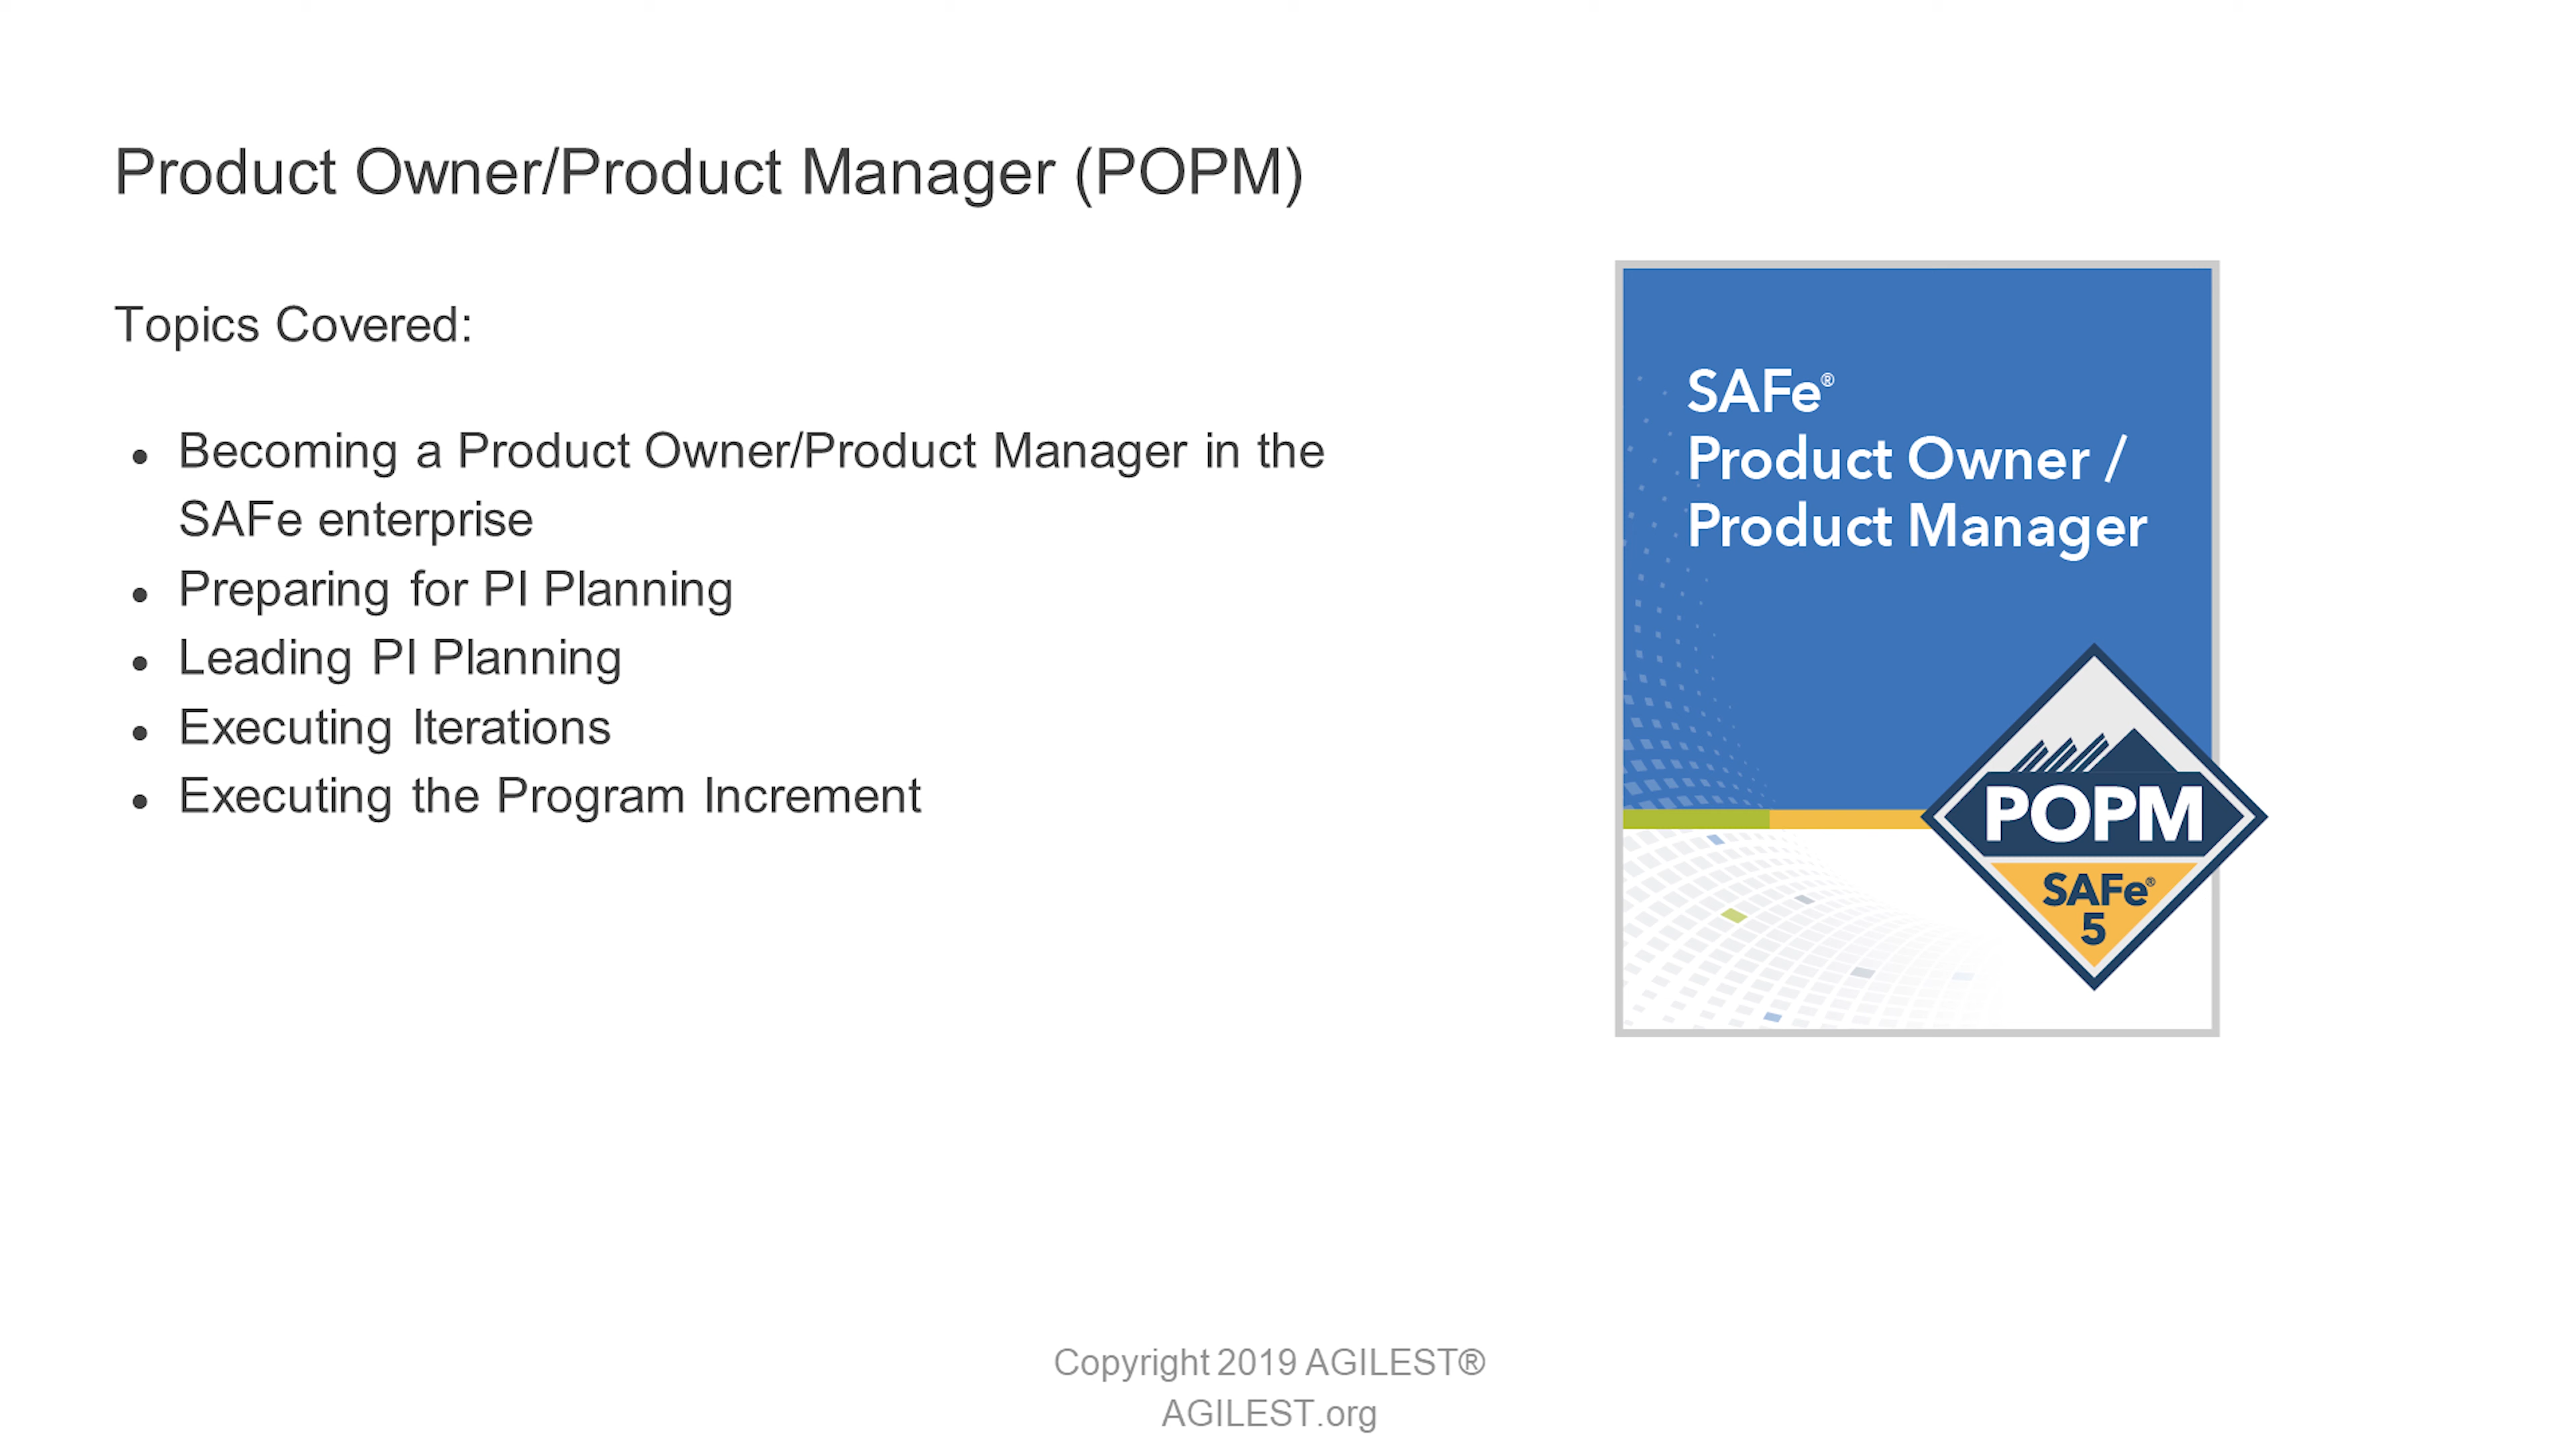 Product Owner/Product Manager (POPM)
Topics Covered:
• Becoming a Product Owner/Product Manager in the
SAFe enterprise
• Preparing for PI Planning
• Leading PI Planning
• Executing Iterations
• Executing the Program Increment
SAFe®
Product Owner /
Product Manager
POPM
SAFe®
5
Copyright 2019 AGILEST®
AGILEST.org